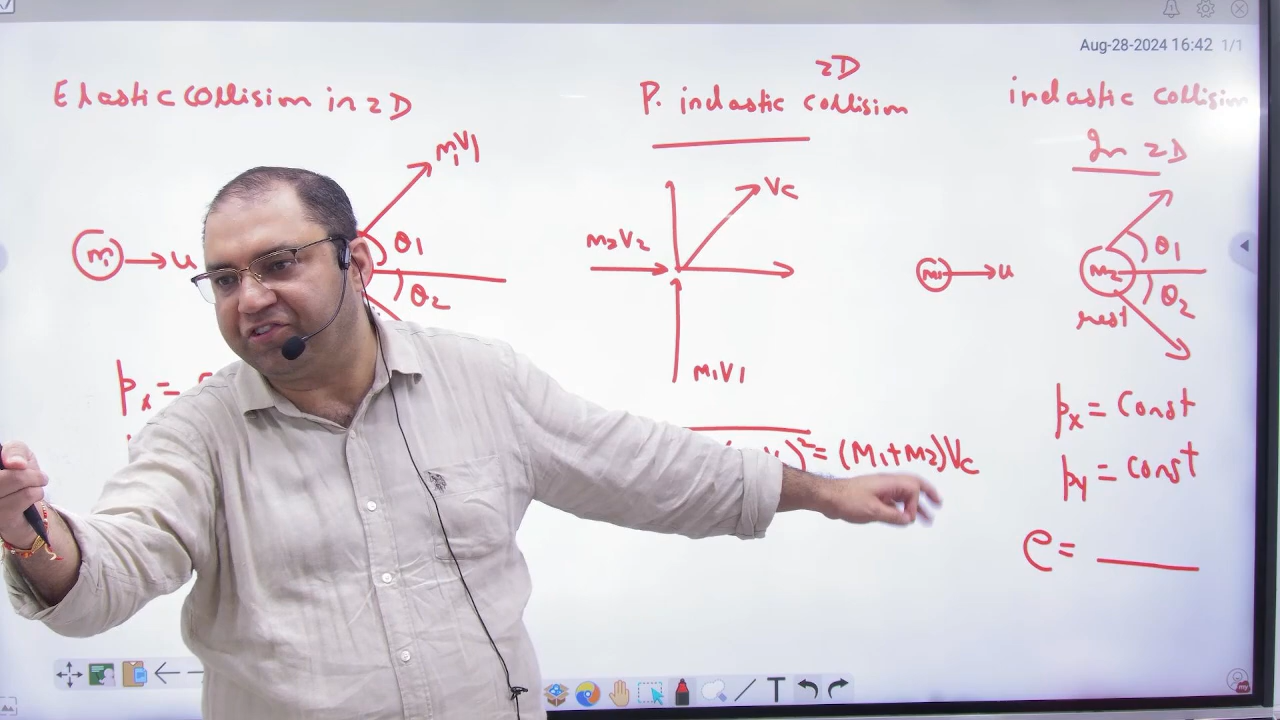 Aug-28-2024 16:42 1/1
Elastic collision in 2D
m1V1
m1
u
θ1
θ2
px =
2D
P. inelastic collision
Vc
m2V2
m1V1
)²= (M1+M2)Vc
inelastic collision
In 2D
m1
u
m2
θ1
θ2
rest
px = Const
py = Const
e =
T